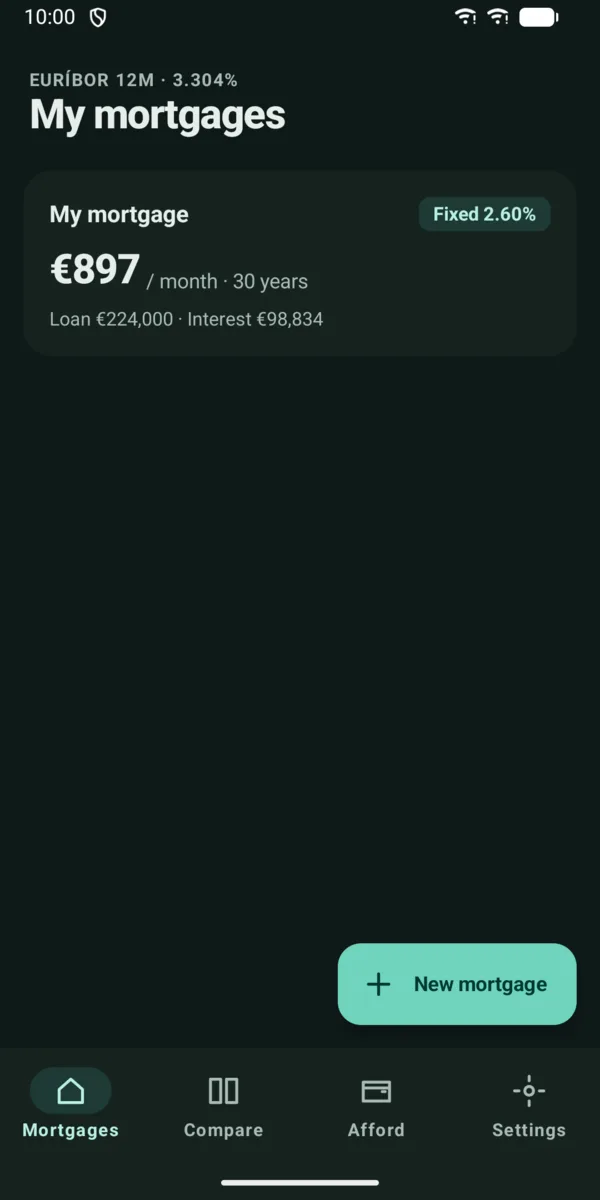 10:00
EURÍBOR 12M · 3.304%
My mortgages
My mortgage
Fixed 2.60%
€897 / month · 30 years
Loan €224,000 · Interest €98,834
New mortgage
Mortgages
Compare
Afford
Settings